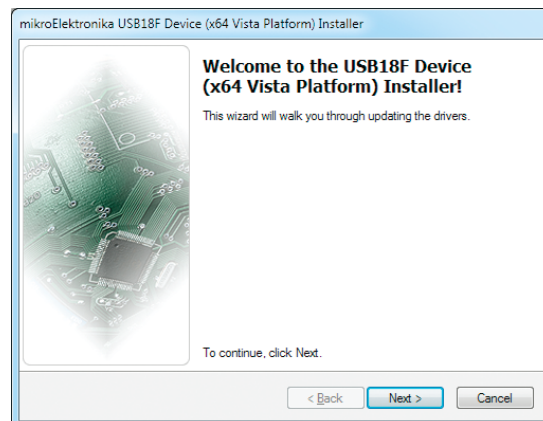 mikroElektronika USB18F Device (x64 Vista Platform) Installer
Welcome to the USB18F Device
(x64 Vista Platform) Installer!
This wizard will walk you through updating the drivers.
To continue, click Next.
< Back Next > Cancel